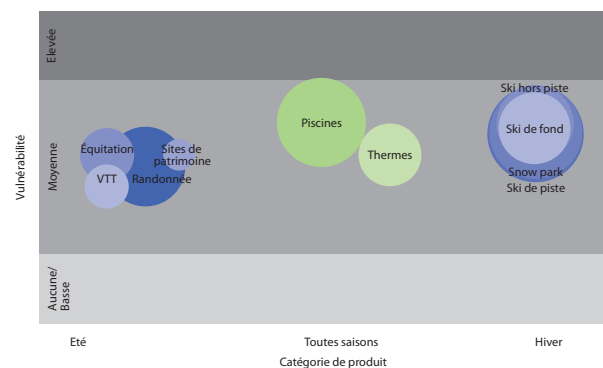 Elevée
Ski hors piste
Piscines
Ski de fond
Équitation
Sites de
patrimoine
Thermes
Vulnérabilité
Moyenne
VTT
Randonnée
Snow park
Ski de piste
Aucune/
Basse
Eté
Toutes saisons
Hiver
Catégorie de produit